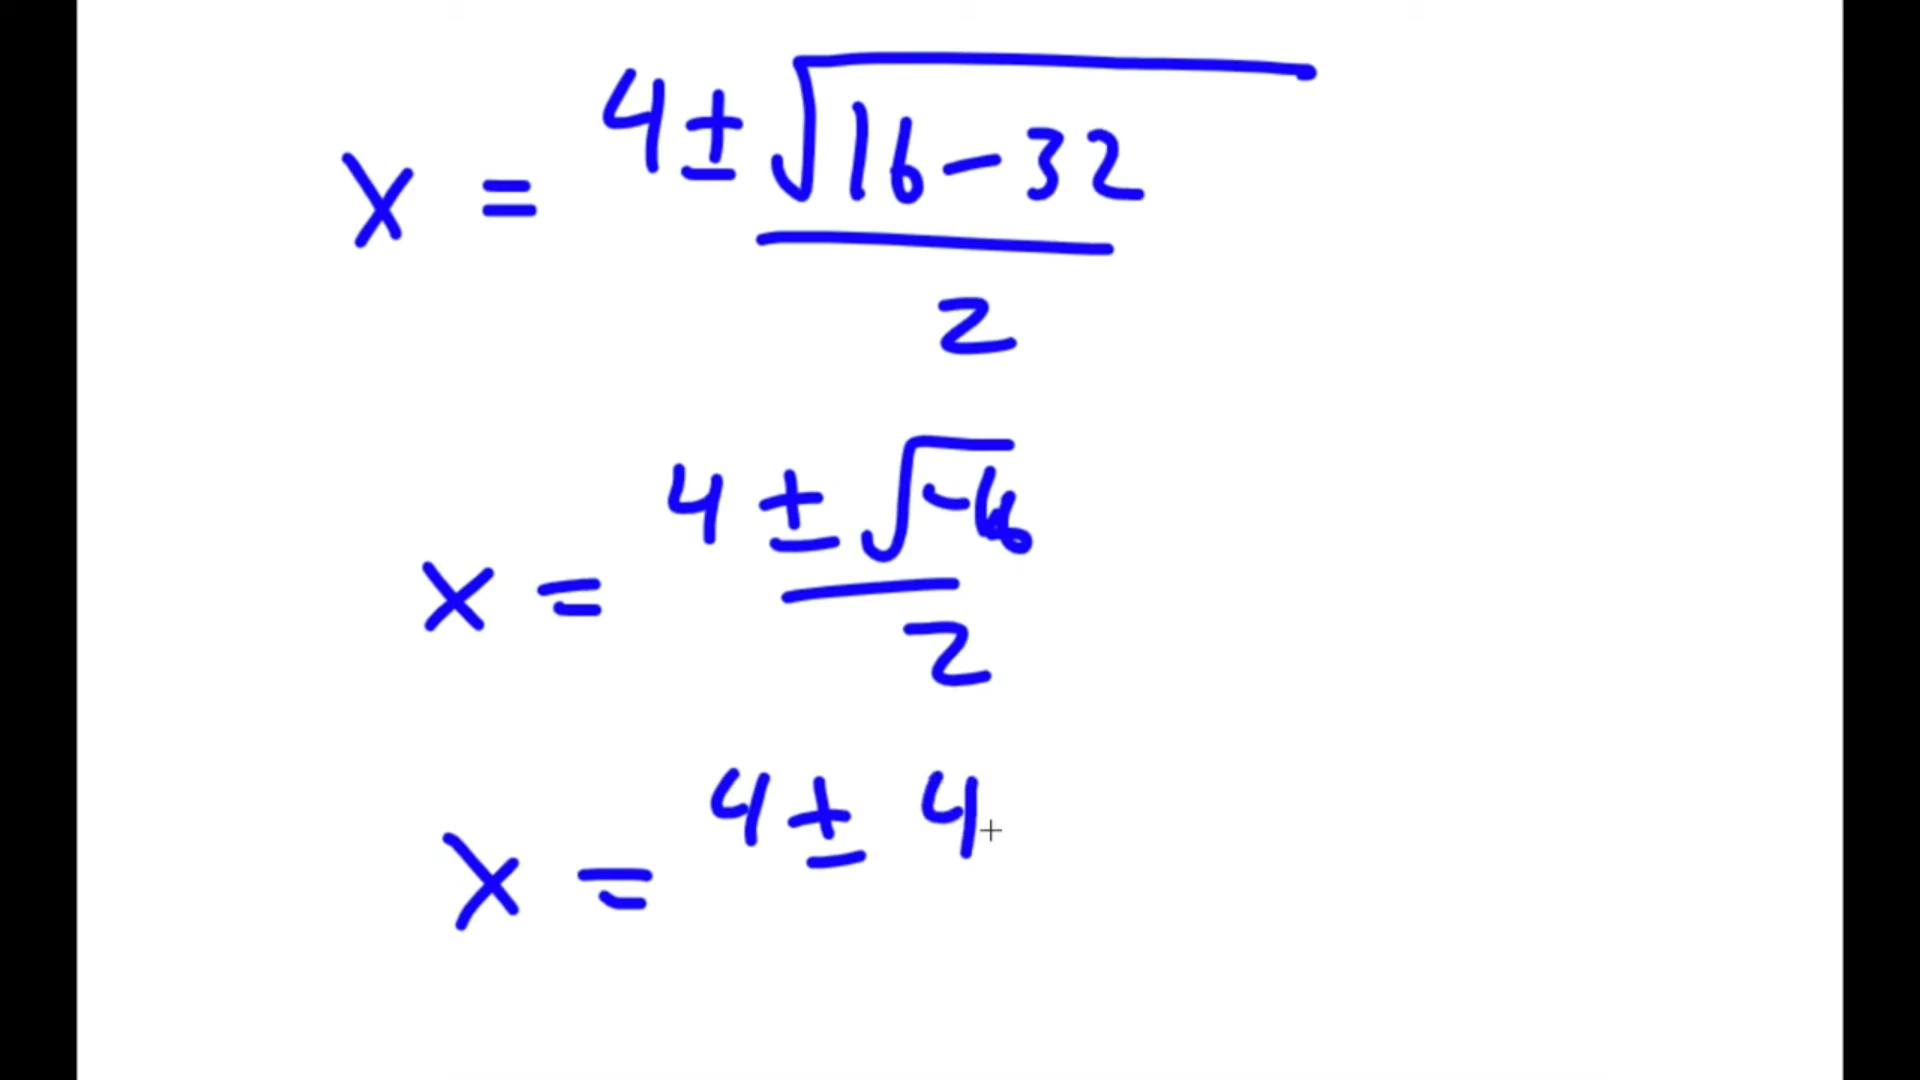 x = 4 ± √16 - 32 / 2
x = 4 ± √-16 / 2
x = 4 ± 4